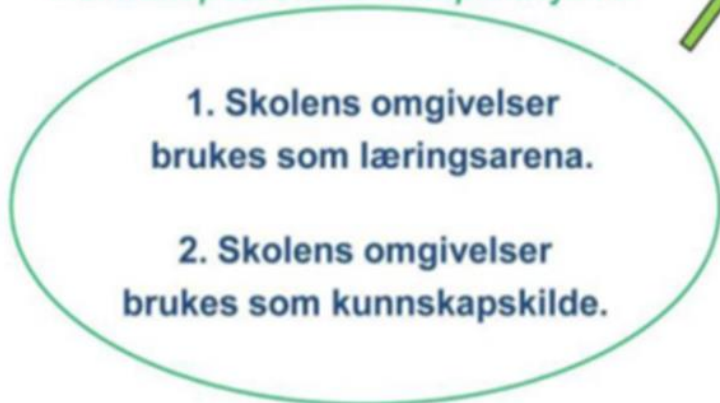 1. Skolens omgivelser
brukes som læringsarena.
2. Skolens omgivelser
brukes som kunnskapskilde.